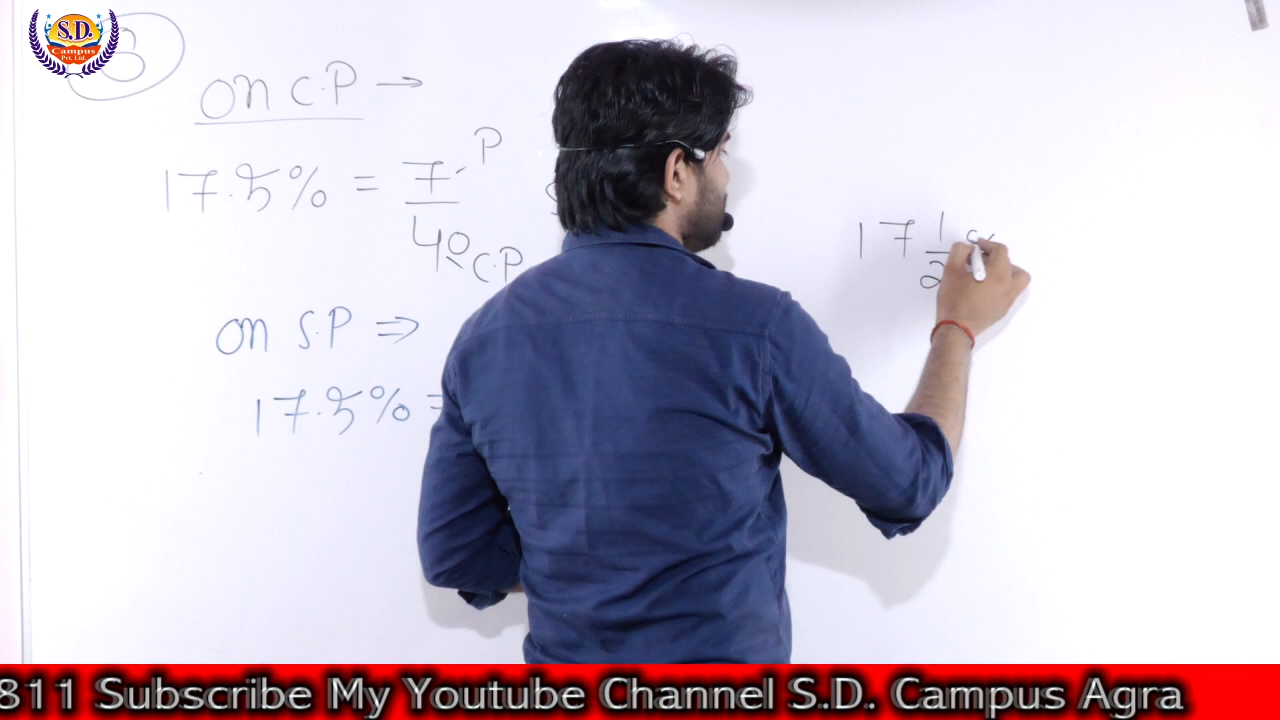 S.D.
Campus
Pvt. Ltd.
3
on C.P →
17.5% = 7/40
P
C.P
on S.P ⇒
17.5% =
17 1/2 %
811 Subscribe My Youtube Channel S.D. Campus Agra